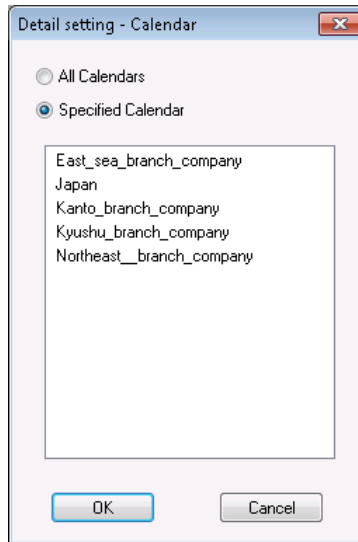 Detail setting - Calendar
All Calendars
Specified Calendar
East_sea_branch_company
Japan
Kanto_branch_company
Kyushu_branch_company
Northeast__branch_company
OK
Cancel